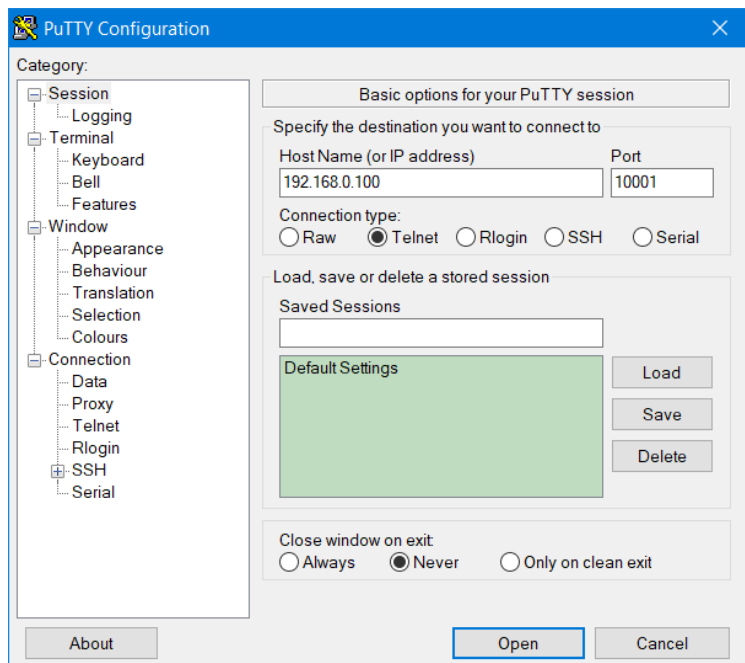 PuTTY Configuration
Category:
Session
Logging
Terminal
Keyboard
Bell
Features
Window
Appearance
Behaviour
Translation
Selection
Colours
Connection
Data
Proxy
Telnet
Rlogin
SSH
Serial
Basic options for your PuTTY session
Specify the destination you want to connect to
Host Name (or IP address) Port
192.168.0.100 10001
Connection type:
Raw Telnet Rlogin SSH Serial
Load, save or delete a stored session
Saved Sessions
Default Settings
Load
Save
Delete
Close window on exit:
Always Never Only on clean exit
About Open Cancel